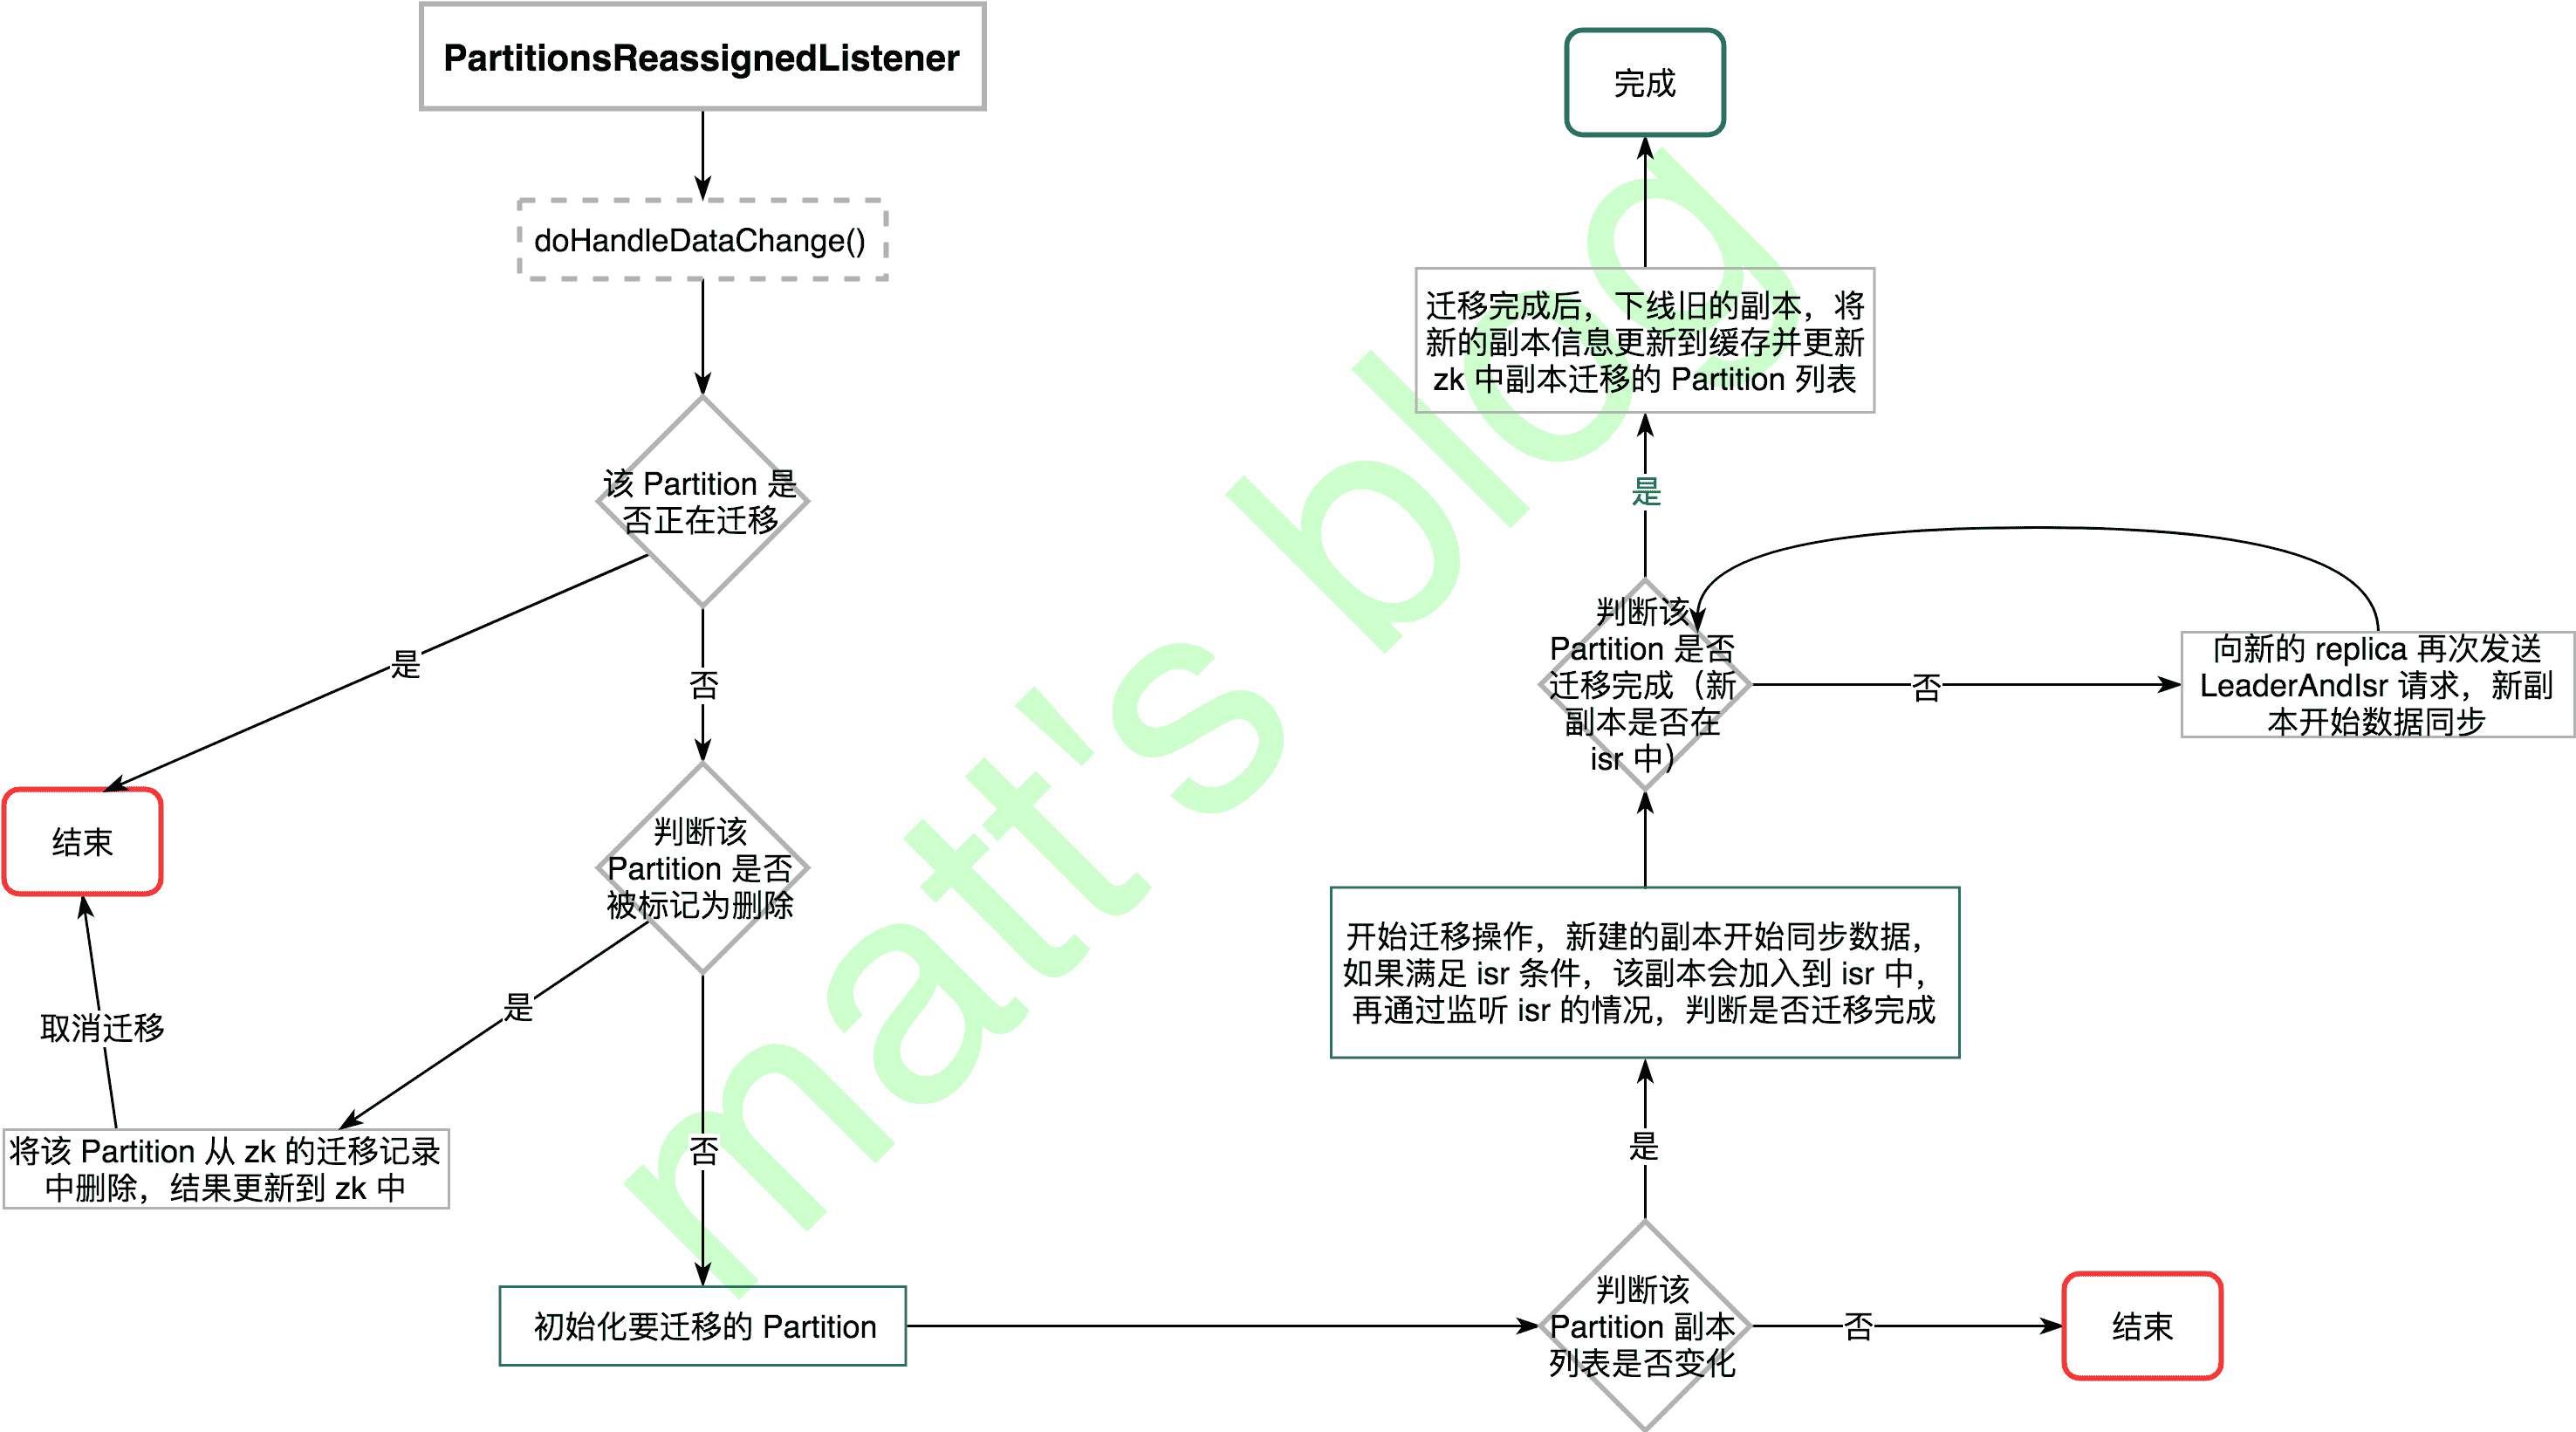 PartitionsReassignedListener
doHandleDataChange()
该 Partition 是
否正在迁移
是
否
结束
判断该
Partition 是否
被标记为删除
是
取消迁移
否
将该 Partition 从 zk 的迁移记录
中删除，结果更新到 zk 中
初始化要迁移的 Partition
判断该
Partition 副本
列表是否变化
否
结束
是
开始迁移操作，新建的副本开始同步数据，
如果满足 isr 条件，该副本会加入到 isr 中，
再通过监听 isr 的情况，判断是否迁移完成
判断该
Partition 是否
迁移完成（新
副本是否在
isr 中）
否
向新的 replica 再次发送
LeaderAndIsr 请求，新副
本开始数据同步
是
迁移完成后，下线旧的副本，将
新的副本信息更新到缓存并更新
zk 中副本迁移的 Partition 列表
完成
matt's blog